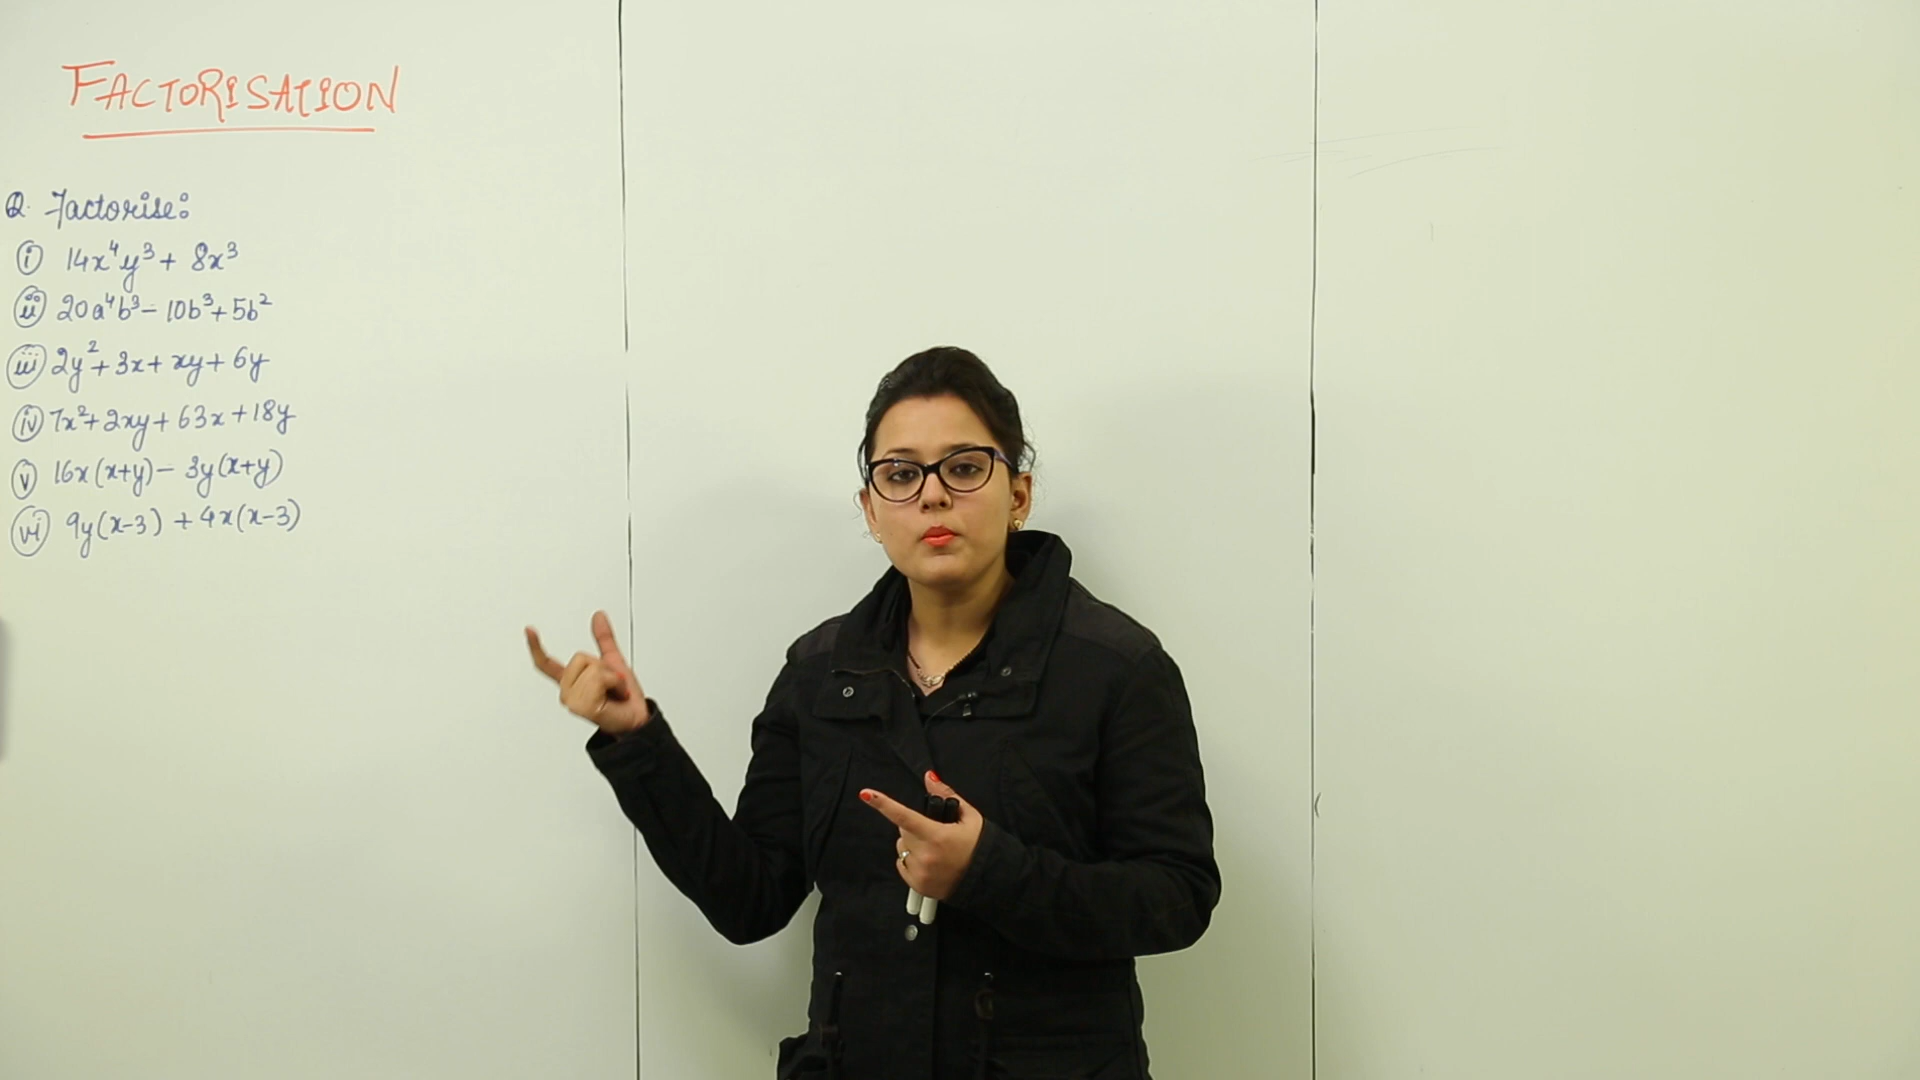 FACTORISATION
Q. Factorise:
(i) 14x⁴y³ + 8x³
(ii) 20a⁴b³ - 10b³ + 5b²
(iii) 2y² + 3x + xy + 6y
(iv) 7x² + 2xy + 63x + 18y
(v) 16x(x+y) - 3y(x+y)
(vi) 9y(x-3) + 4x(x-3)